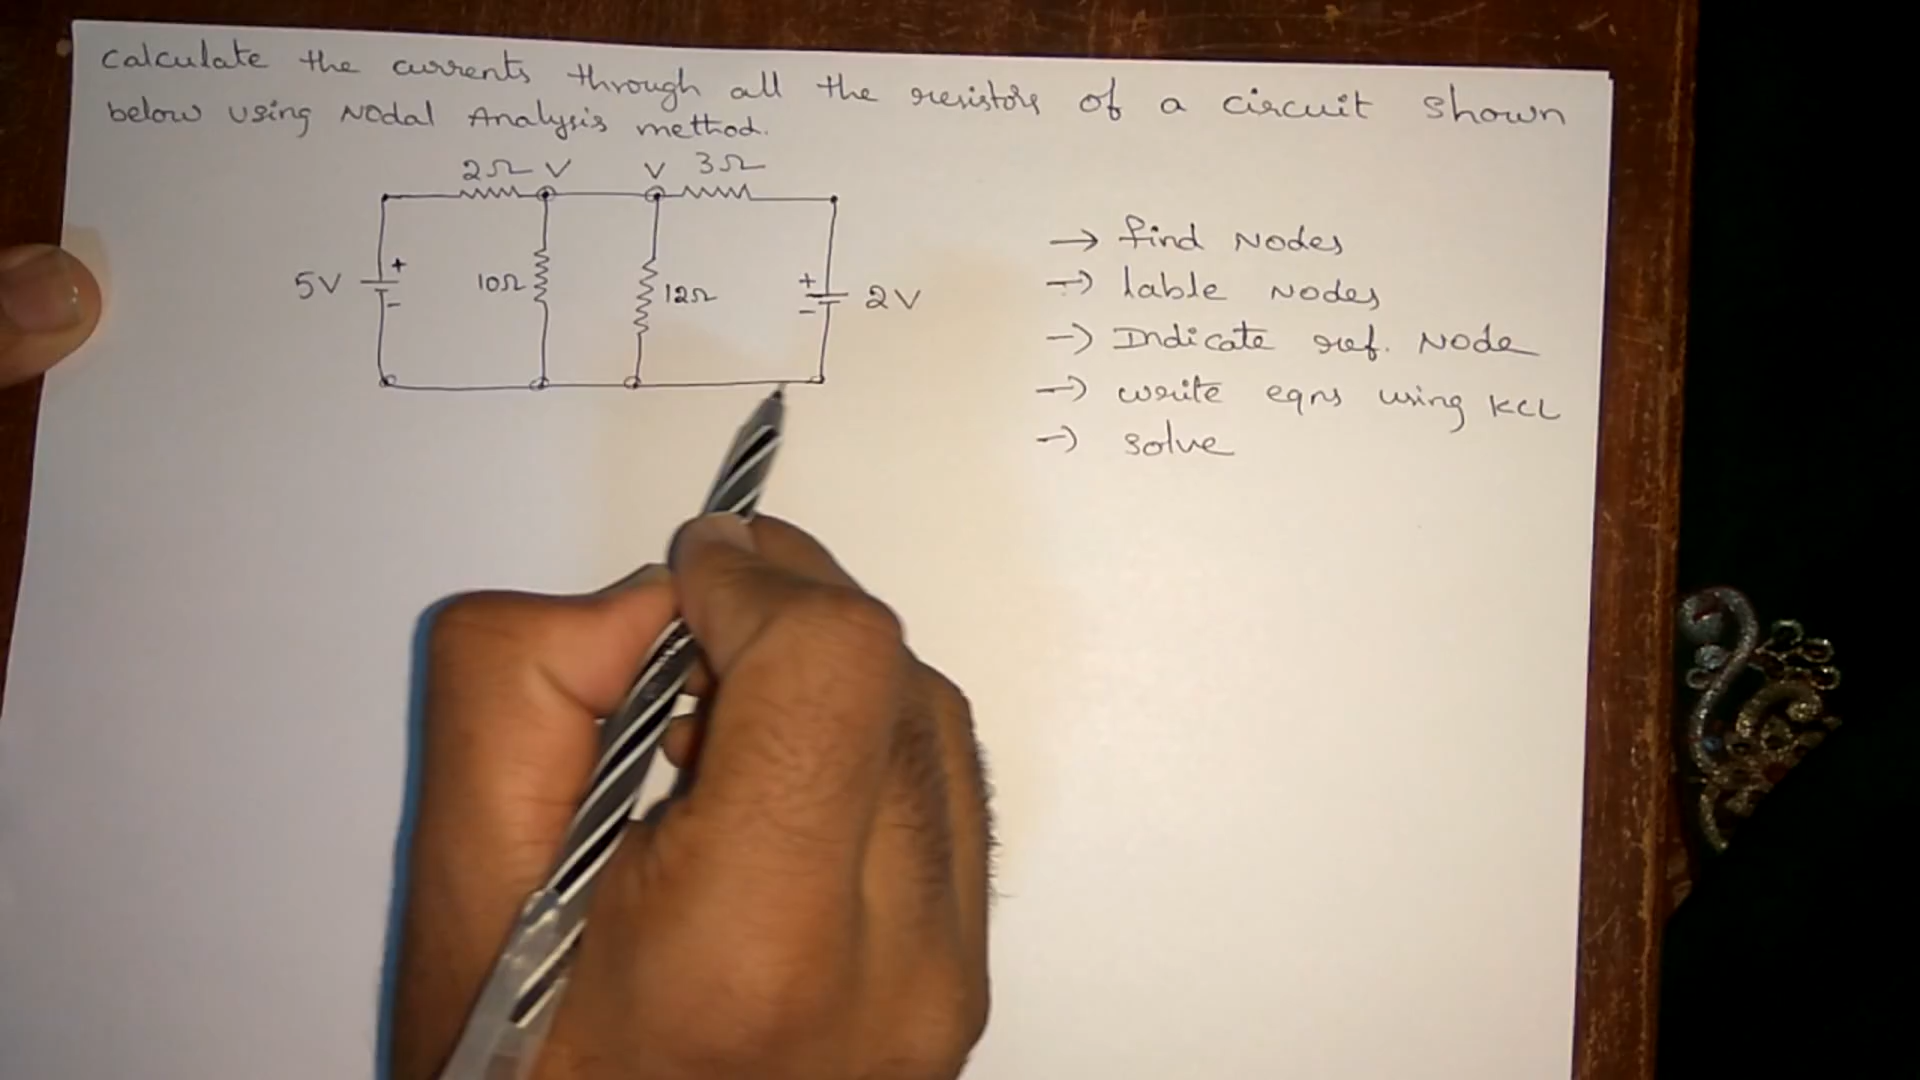 Calculate the currents through all the resistors of a circuit shown
below using Nodal Analysis method.
2Ω V V 3Ω
5V + - 10Ω 12Ω + - 2V
→ find Nodes
→ lable Nodes
→ Indicate ref. Node
→ write eqns using KCL
→ solve